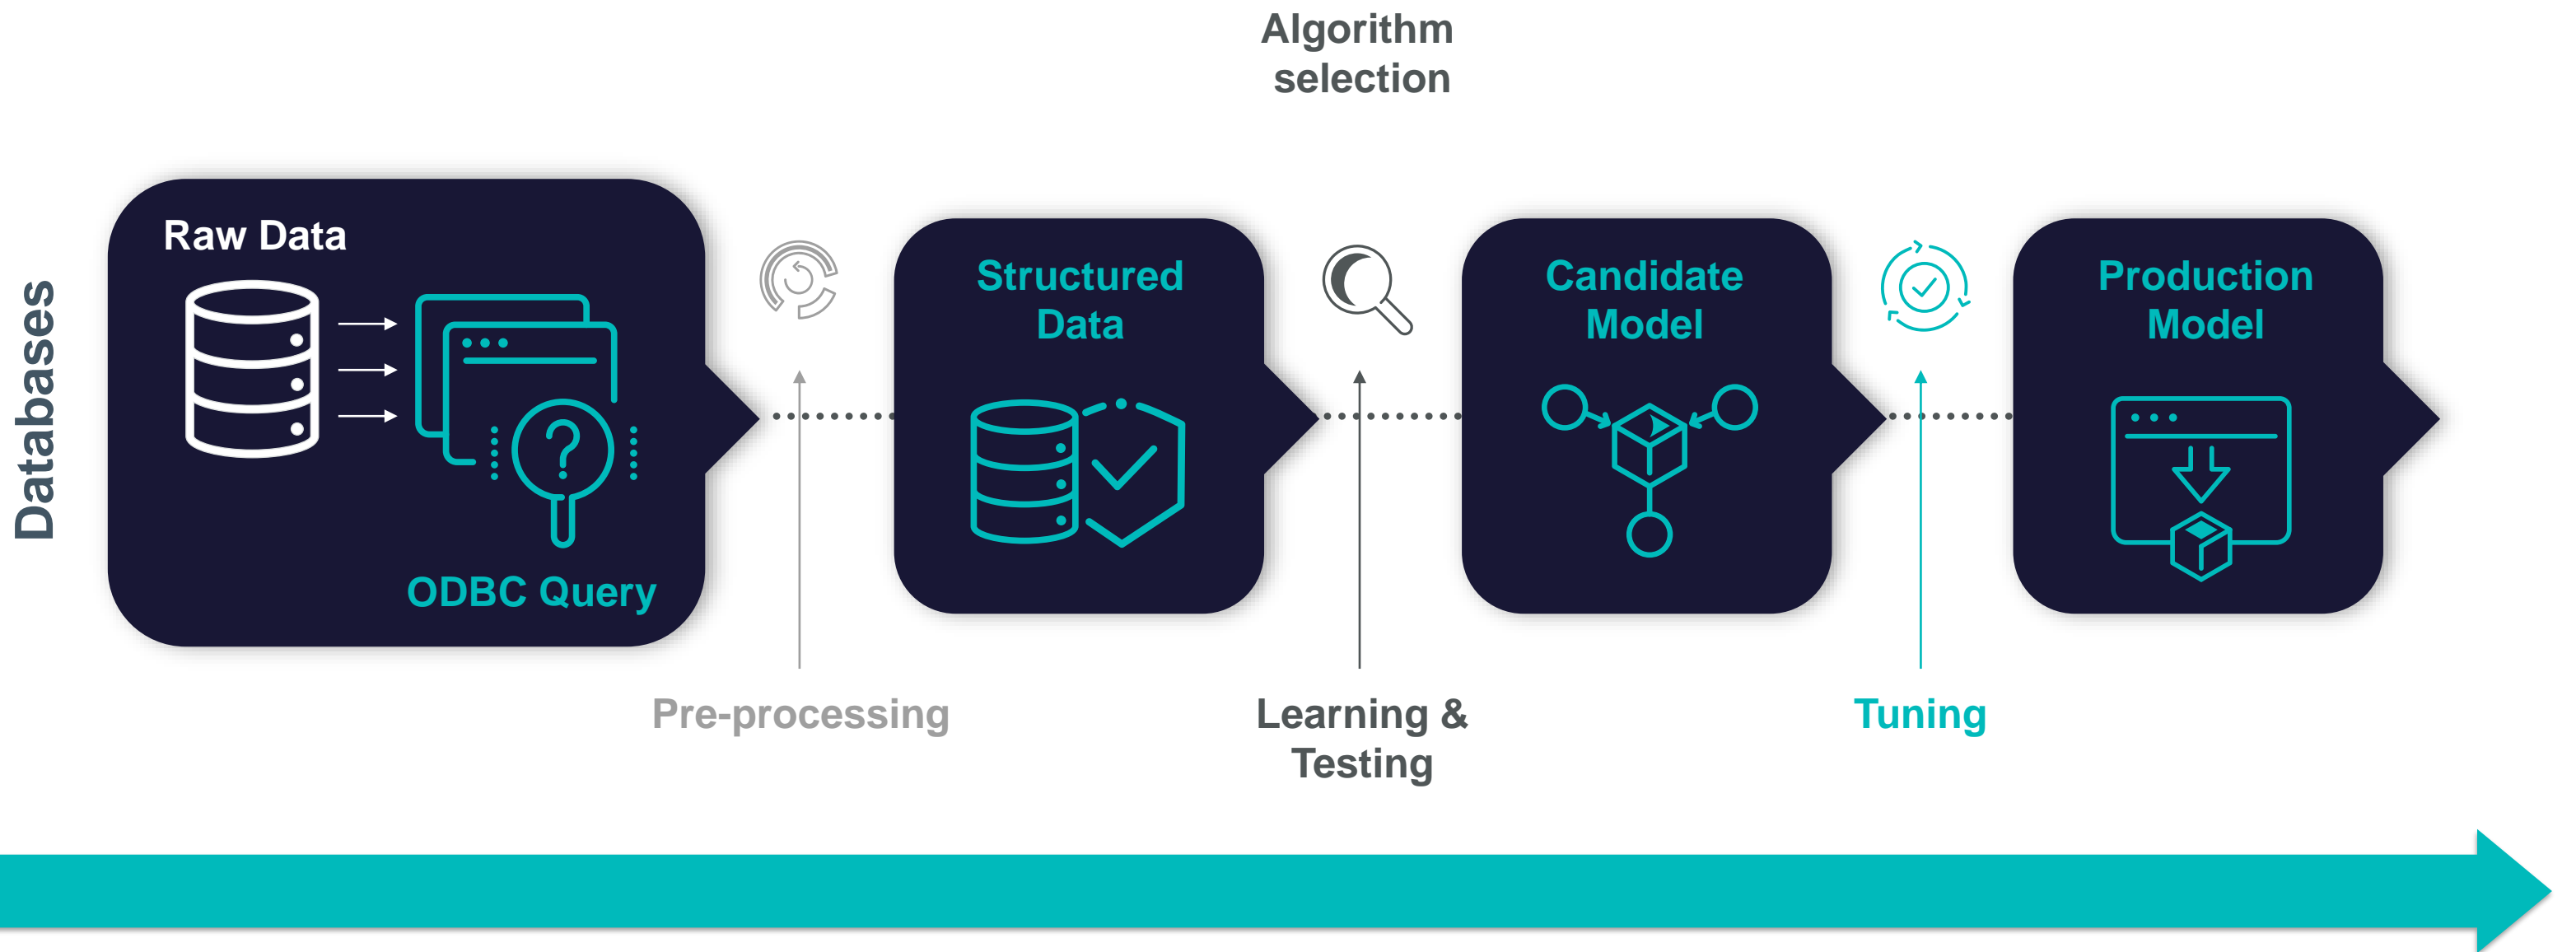 Algorithm
selection
Databases
Raw Data
ODBC Query
Structured
Data
Candidate
Model
Production
Model
Pre-processing
Learning &
Testing
Tuning